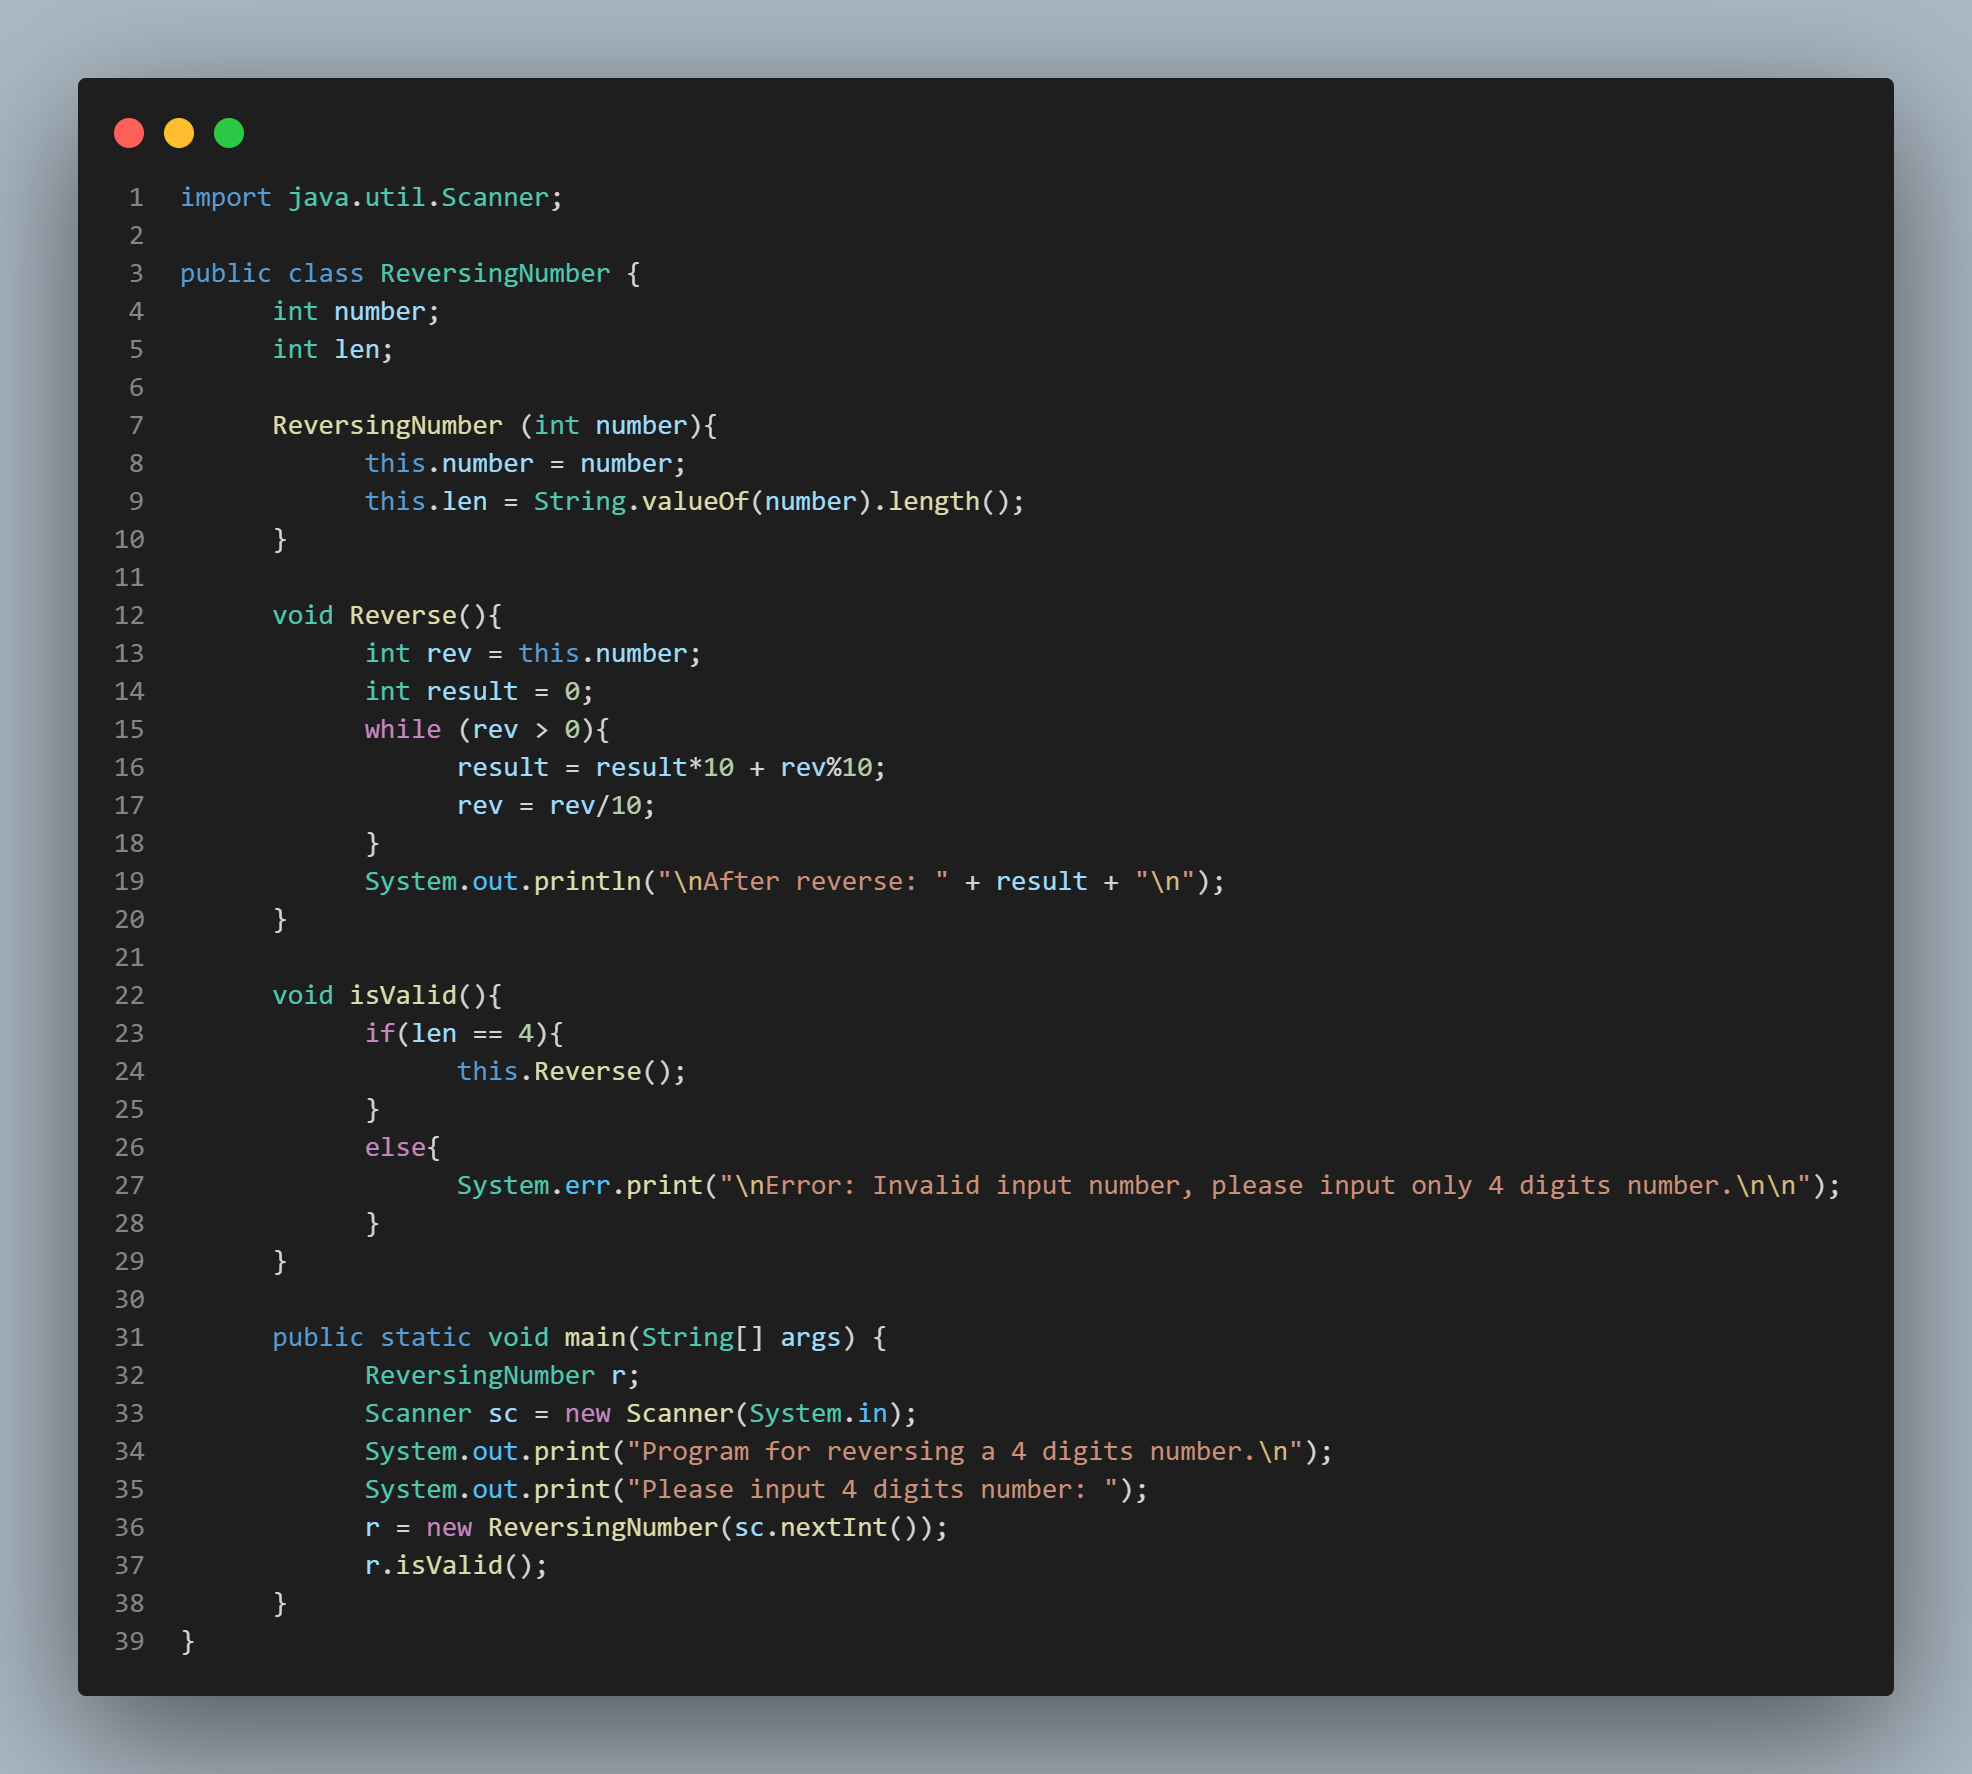 1 import java.util.Scanner;
2
3 public class ReversingNumber {
4       int number;
5       int len;
6
7       ReversingNumber (int number){
8             this.number = number;
9             this.len = String.valueOf(number).length();
10       }
11
12       void Reverse(){
13             int rev = this.number;
14             int result = 0;
15             while (rev > 0){
16                   result = result*10 + rev%10;
17                   rev = rev/10;
18             }
19             System.out.println("\nAfter reverse: " + result + "\n");
20       }
21
22       void isValid(){
23             if(len == 4){
24                   this.Reverse();
25             }
26             else{
27                   System.err.print("\nError: Invalid input number, please input only 4 digits number.\n\n");
28             }
29       }
30
31       public static void main(String[] args) {
32             ReversingNumber r;
33             Scanner sc = new Scanner(System.in);
34             System.out.print("Program for reversing a 4 digits number.\n");
35             System.out.print("Please input 4 digits number: ");
36             r = new ReversingNumber(sc.nextInt());
37             r.isValid();
38       }
39 }